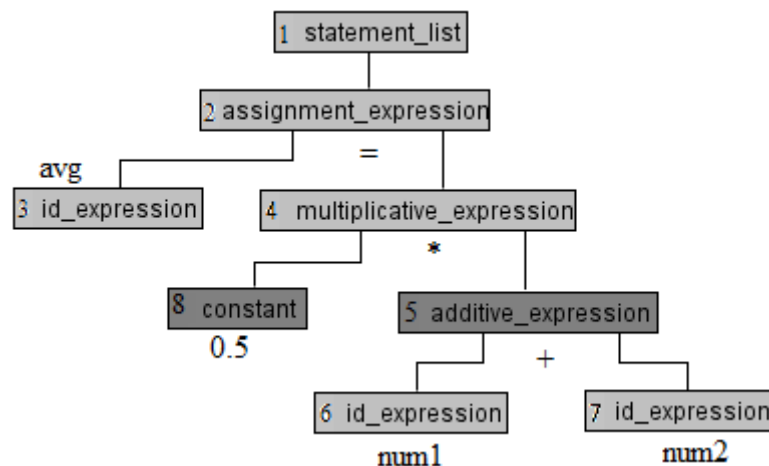 1 statement_list
2 assignment_expression
avg
=
3 id_expression
4 multiplicative_expression
*
8 constant
5 additive_expression
0.5
+
6 id_expression
7 id_expression
num1
num2